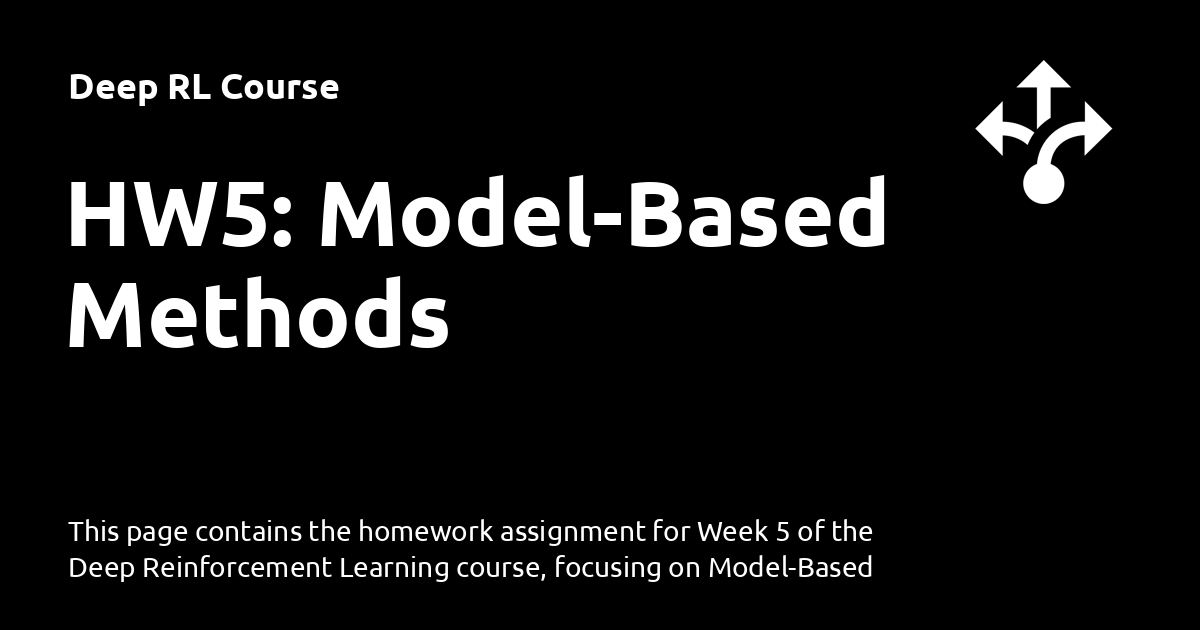 Deep RL Course
HW5: Model-Based
Methods
This page contains the homework assignment for Week 5 of the
Deep Reinforcement Learning course, focusing on Model-Based